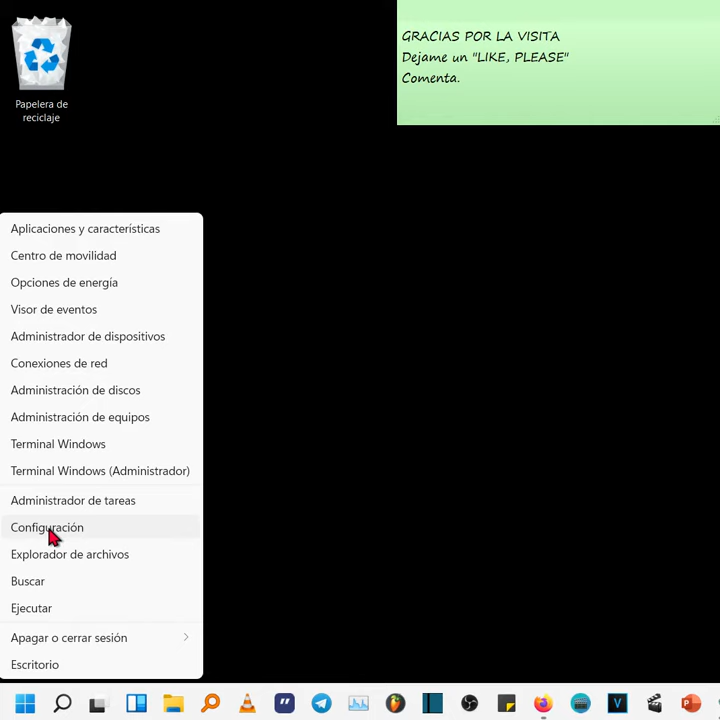 GRACIAS POR LA VISITA
Dejame un "LIKE, PLEASE"
Comenta.
Papelera de
reciclaje
Aplicaciones y características
Centro de movilidad
Opciones de energía
Visor de eventos
Administrador de dispositivos
Conexiones de red
Administración de discos
Administración de equipos
Terminal Windows
Terminal Windows (Administrador)
Administrador de tareas
Configuración
Explorador de archivos
Buscar
Ejecutar
Apagar o cerrar sesión
Escritorio